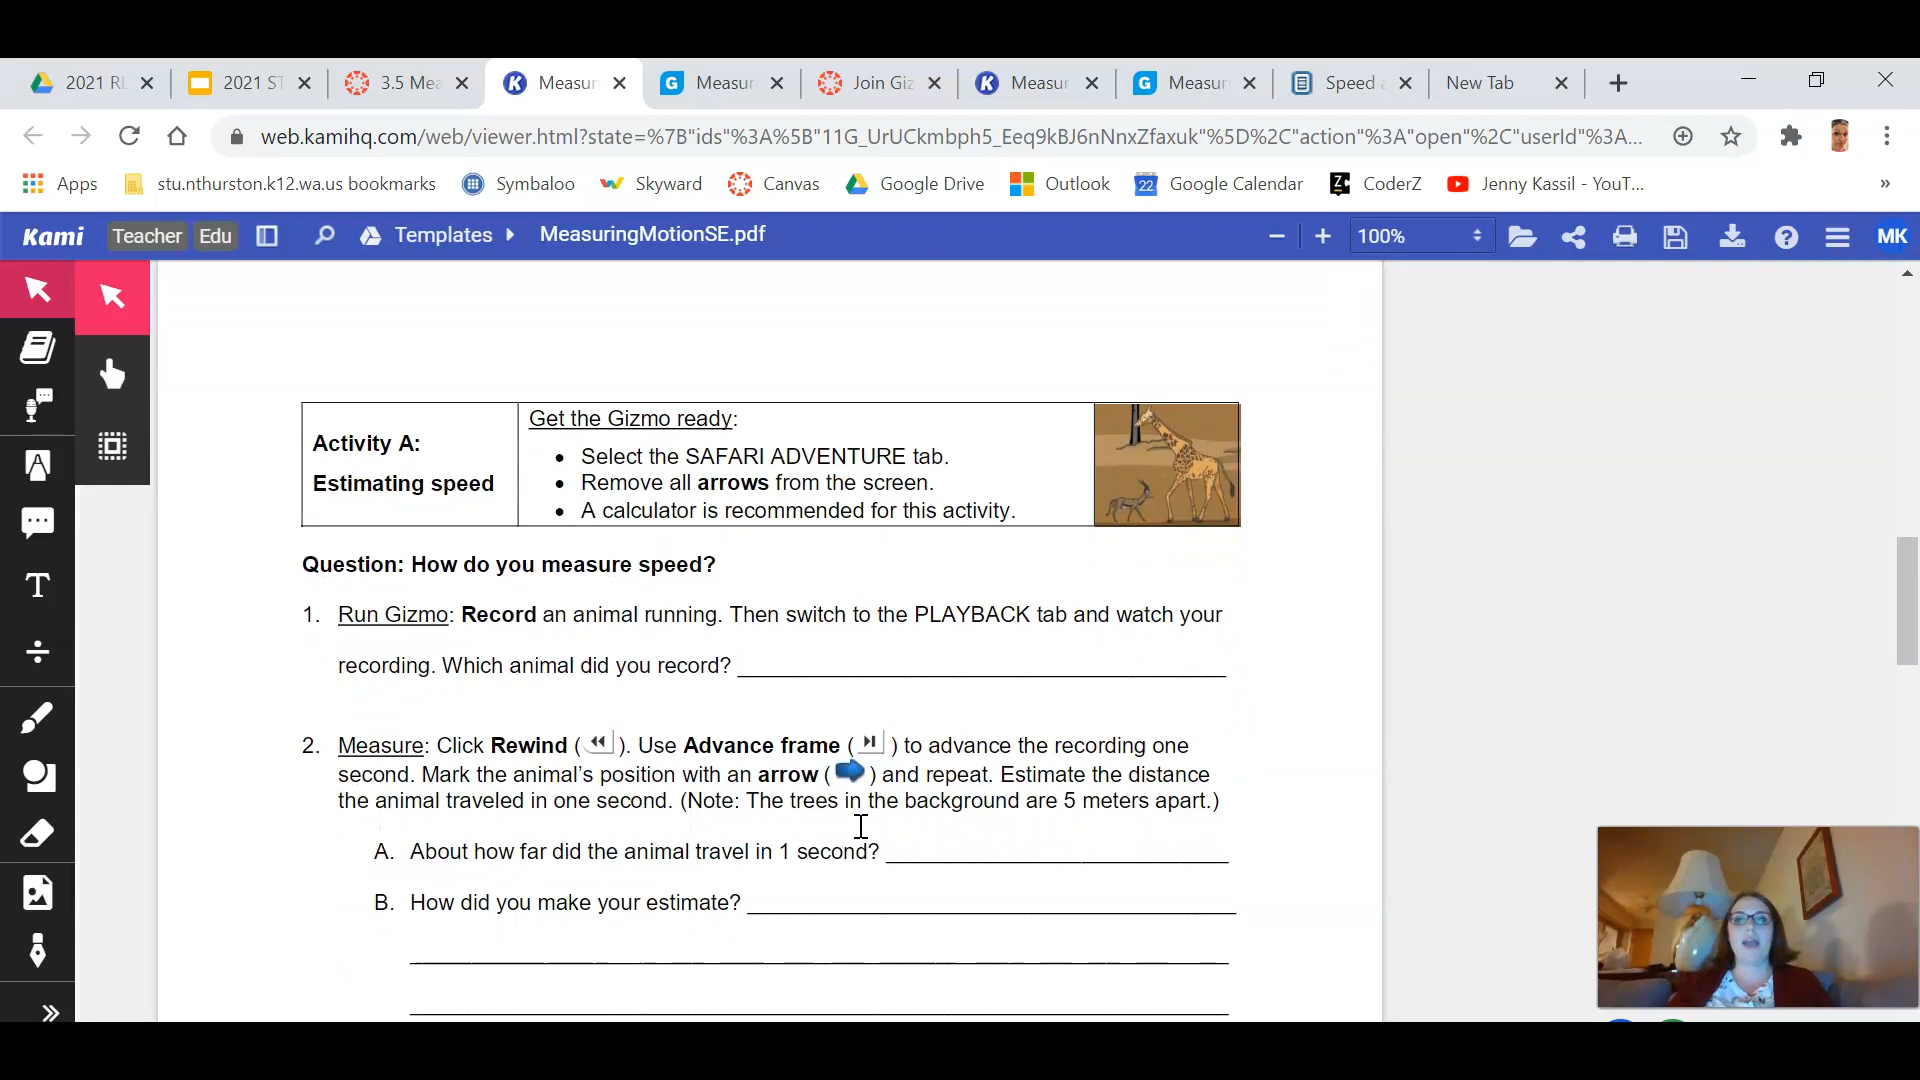 2021 RL
2021 ST
3.5 Mea
Measur
Measur
Join Giz
Measur
Measur
Speed a
New Tab
web.kamihq.com/web/viewer.html?state=%7B"ids"%3A%5B"11G_UrUCkmbph5_Eeq9kBJ6nNnxZfaxuk"%5D%2C"action"%3A"open"%2C"userId"%3A...
Apps
stu.nthurston.k12.wa.us bookmarks
Symbaloo
Skyward
Canvas
Google Drive
Outlook
22
Google Calendar
CoderZ
Jenny Kassil - YouT...
Kami
Teacher
Edu
Templates
MeasuringMotionSE.pdf
100%
MK
Activity A:
Estimating speed
Get the Gizmo ready:
• Select the SAFARI ADVENTURE tab.
• Remove all arrows from the screen.
• A calculator is recommended for this activity.
Question: How do you measure speed?
1. Run Gizmo: Record an animal running. Then switch to the PLAYBACK tab and watch your
recording. Which animal did you record?
2. Measure: Click Rewind ( ). Use Advance frame ( ) to advance the recording one
second. Mark the animal's position with an arrow ( ) and repeat. Estimate the distance
the animal traveled in one second. (Note: The trees in the background are 5 meters apart.)
A. About how far did the animal travel in 1 second?
B. How did you make your estimate?